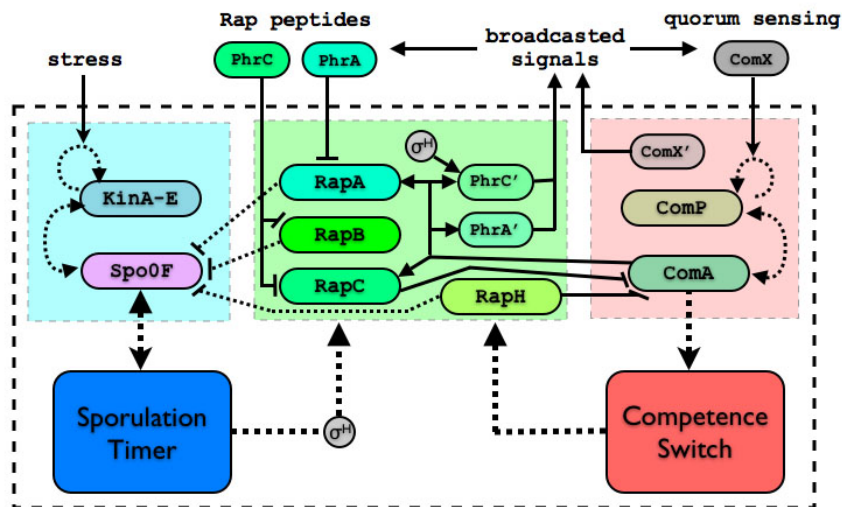 Rap peptides
quorum sensing
PhrC
PhrA
broadcasted
signals
ComX
stress
σH
ComX'
KinA-E
RapA
PhrC'
ComP
RapB
PhrA'
Spo0F
RapC
RapH
ComA
Sporulation
Timer
σH
Competence
Switch